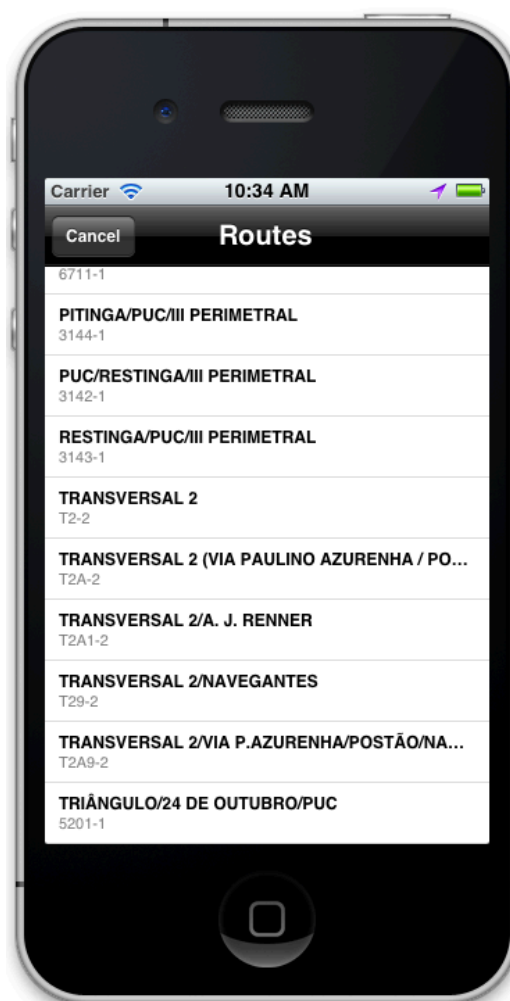 Carrier 10:34 AM
Cancel Routes
6711-1
PITINGA/PUC/III PERIMETRAL
3144-1
PUC/RESTINGA/III PERIMETRAL
3142-1
RESTINGA/PUC/III PERIMETRAL
3143-1
TRANSVERSAL 2
T2-2
TRANSVERSAL 2 (VIA PAULINO AZURENHA / PO...
T2A-2
TRANSVERSAL 2/A. J. RENNER
T2A1-2
TRANSVERSAL 2/NAVEGANTES
T29-2
TRANSVERSAL 2/VIA P.AZURENHA/POSTÃO/NA...
T2A9-2
TRIÂNGULO/24 DE OUTUBRO/PUC
5201-1